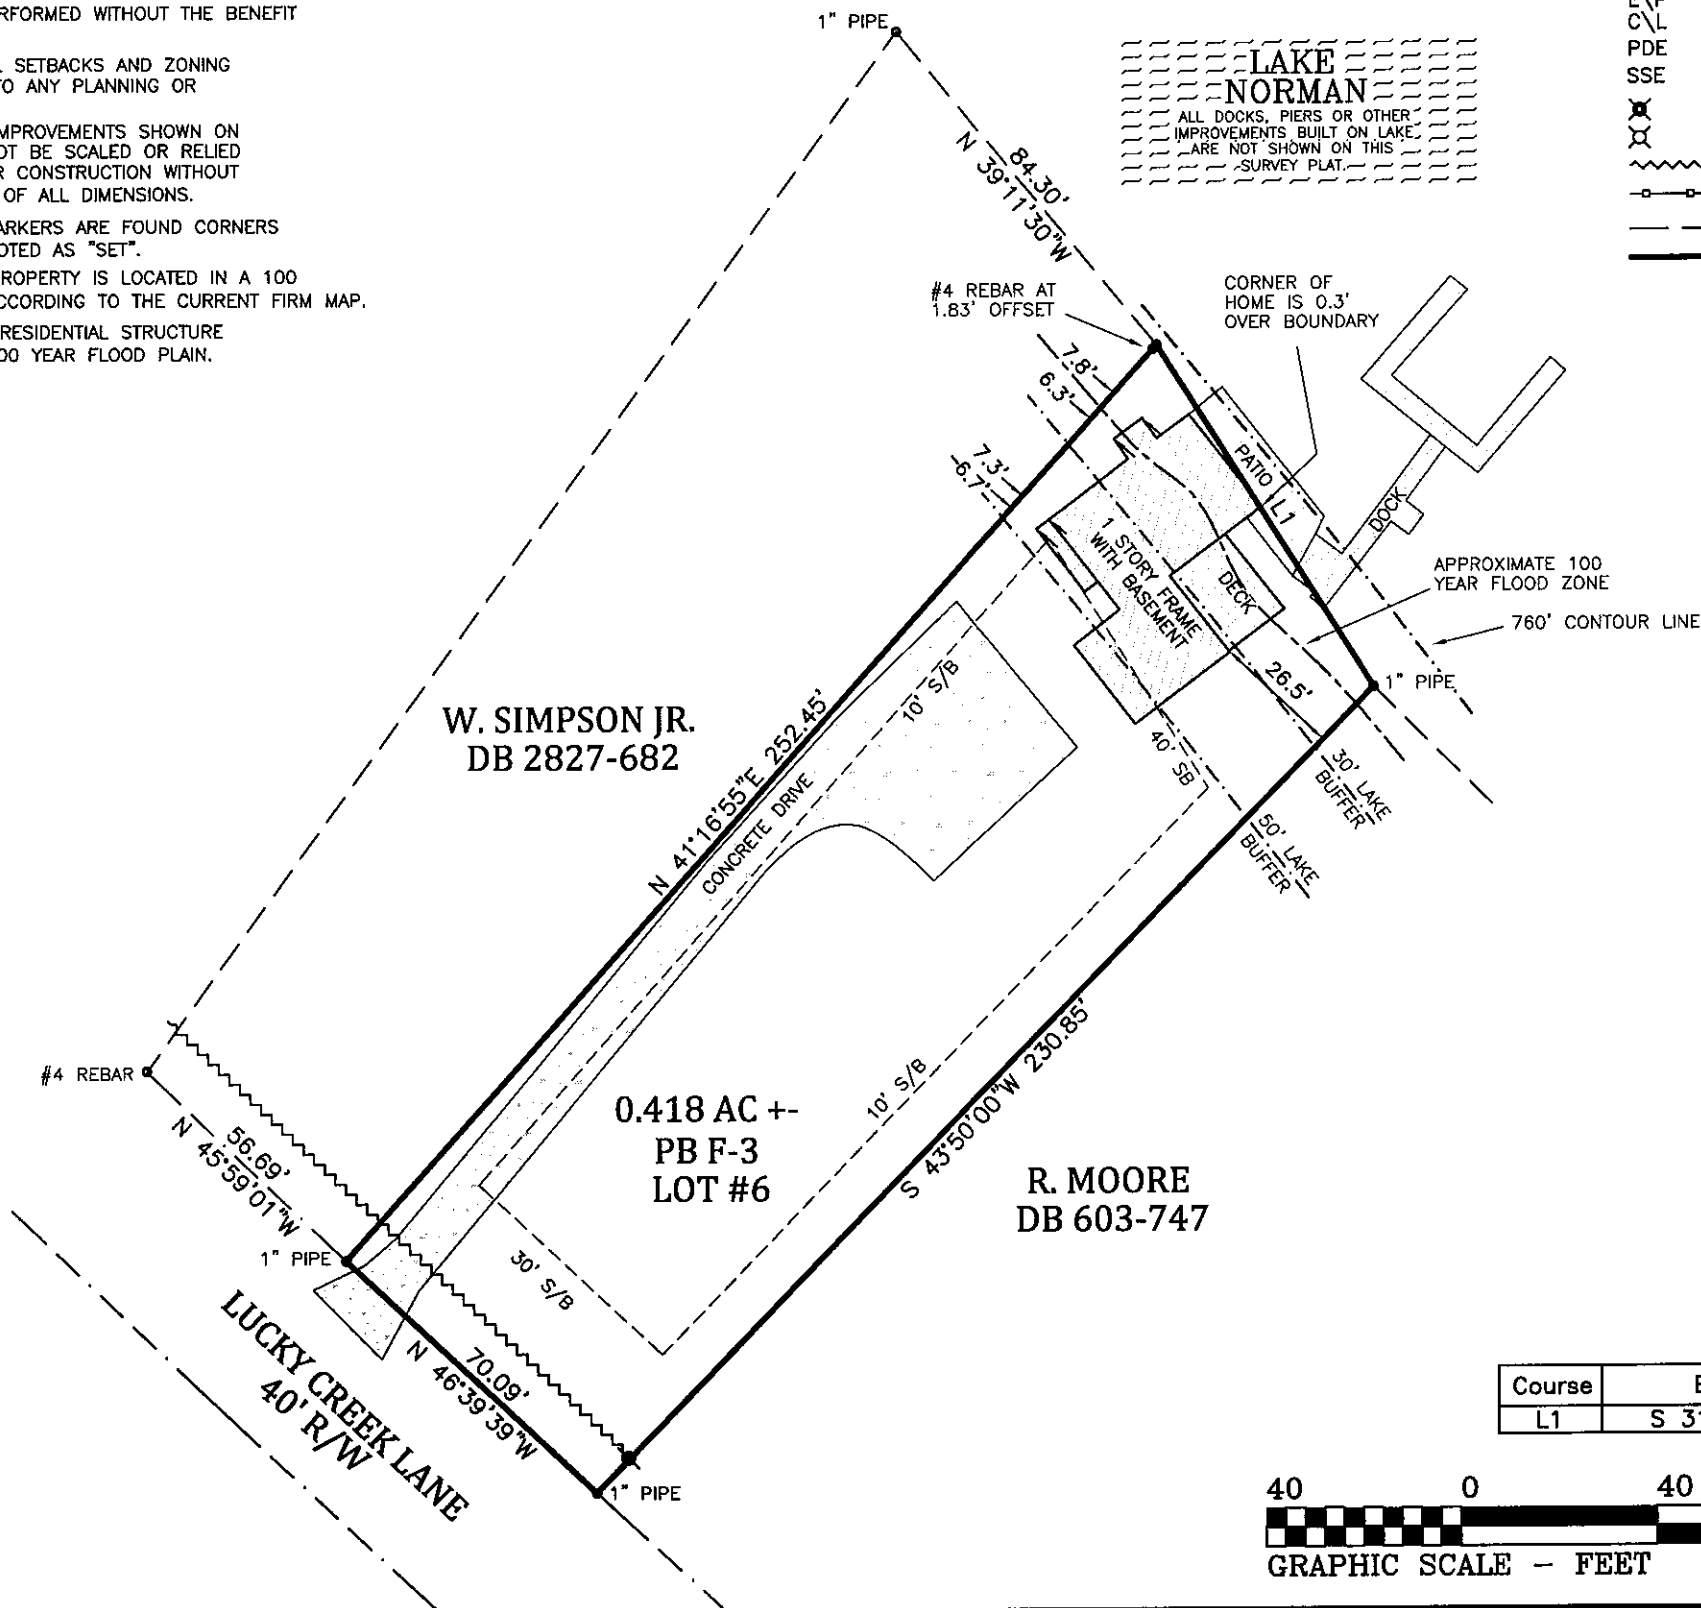 RFORMED WITHOUT THE BENEFIT
SETBACKS AND ZONING
TO ANY PLANNING OR
MPROVEMENTS SHOWN ON
OT BE SCALED OR RELIED
R CONSTRUCTION WITHOUT
OF ALL DIMENSIONS.
ARKERS ARE FOUND CORNERS
OTED AS "SET".
ROPERTY IS LOCATED IN A 100
CCORDING TO THE CURRENT FIRM MAP.
RESIDENTIAL STRUCTURE
00 YEAR FLOOD PLAIN.
1" PIPE
LAKE
NORMAN
ALL DOCKS, PIERS OR OTHER
IMPROVEMENTS BUILT ON LAKE
ARE NOT SHOWN ON THIS
SURVEY PLAT.
C\L
PDE
SSE
84.30'
N 39°11'30"W
#4 REBAR AT
1.83' OFFSET
CORNER OF
HOME IS 0.3'
OVER BOUNDARY
7.8'
6.3'
7.3'
6.7'
PATIO
L1
DOCK
1 STORY FRAME
WITH BASEMENT
DECK
APPROXIMATE 100
YEAR FLOOD ZONE
760' CONTOUR LINE
26.5'
1" PIPE
10' S/B
40' SB
30' LAKE
BUFFER
50' LAKE
BUFFER
W. SIMPSON JR.
DB 2827-682
N 41°16'55"E 252.45'
CONCRETE DRIVE
#4 REBAR
56.69'
N 45°59'01"W
0.418 AC +-
PB F-3
LOT #6
10' S/B
S 43°50'00"W 230.85'
R. MOORE
DB 603-747
1" PIPE
30' S/B
70.09'
N 46°39'39"W
1" PIPE
LUCKY CREEK LANE
40' R/W
Course
L1 S 31
40 0 40
GRAPHIC SCALE - FEET